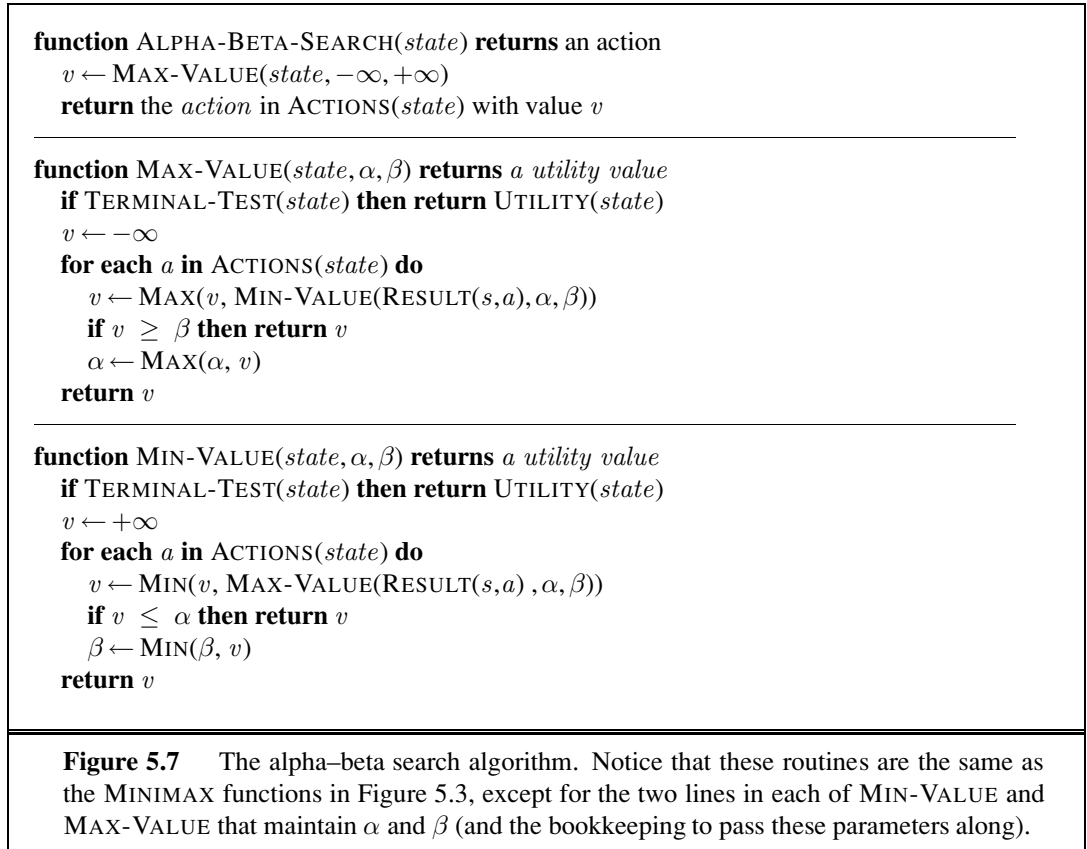 function ALPHA-BETA-SEARCH(state) returns an action
v ← MAX-VALUE(state, −∞, +∞)
return the action in ACTIONS(state) with value v
function MAX-VALUE(state, α, β) returns a utility value
if TERMINAL-TEST(state) then return UTILITY(state)
v ← −∞
for each a in ACTIONS(state) do
v ← MAX(v, MIN-VALUE(RESULT(s,a), α, β))
if v ≥ β then return v
α ← MAX(α, v)
return v
function MIN-VALUE(state, α, β) returns a utility value
if TERMINAL-TEST(state) then return UTILITY(state)
v ← +∞
for each a in ACTIONS(state) do
v ← MIN(v, MAX-VALUE(RESULT(s,a) , α, β))
if v ≤ α then return v
β ← MIN(β, v)
return v
Figure 5.7 The alpha–beta search algorithm. Notice that these routines are the same as
the MINIMAX functions in Figure 5.3, except for the two lines in each of MIN-VALUE and
MAX-VALUE that maintain α and β (and the bookkeeping to pass these parameters along).